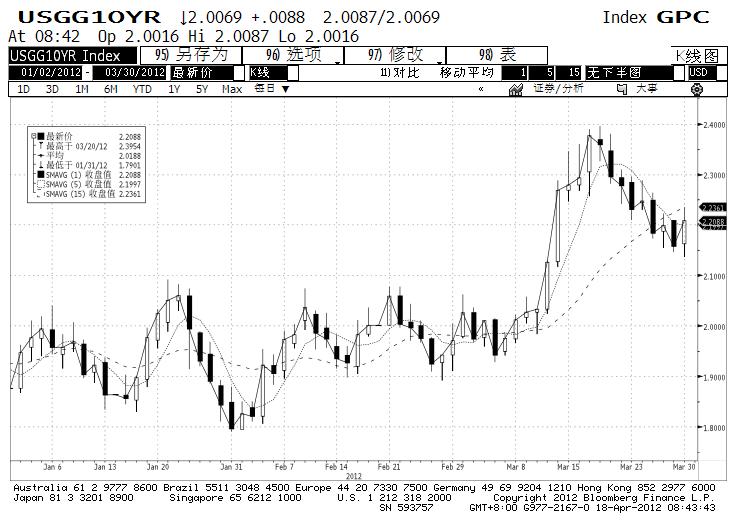 USGG10YR ↓2.0069 +.0088 2.0087/2.0069 Index GPC
At 08:42 Op 2.0016 Hi 2.0087 Lo 2.0016
USGG10YR Index 95) 另存为 96) 选项 97) 修改 98) 表 K线图
01/02/2012 - 03/30/2012 最新价 K线 11) 对比 移动平均 1 5 15 无下半图 USD
1D 3D 1M 6M YTD 1Y 5Y Max 每日 ▼ « 证券/分析 大事
最新价 2.2088
最高于 03/20/12 2.3954
平均 2.0188
最低于 01/31/12 1.7901
SMAVG (1) 收盘值 2.2088
SMAVG (5) 收盘值 2.1997
SMAVG (15) 收盘值 2.2361
2.4000
2.3000
2.2361
2.2088
2.1997
2.1000
2.0000
1.9000
1.8000
Jan 6 Jan 13 Jan 20 Jan 31 Feb 7 Feb 14 Feb 21 Feb 29 Mar 8 Mar 15 Mar 23 Mar 30
2012
Australia 61 2 9777 8600 Brazil 5511 3048 4500 Europe 44 20 7330 7500 Germany 49 69 9204 1210 Hong Kong 852 2977 6000
Japan 81 3 3201 8900 Singapore 65 6212 1000 U.S. 1 212 318 2000 Copyright 2012 Bloomberg Finance L.P.
SN 593757 GMT+8:00 G977-2167-0 18-Apr-2012 08:43:43